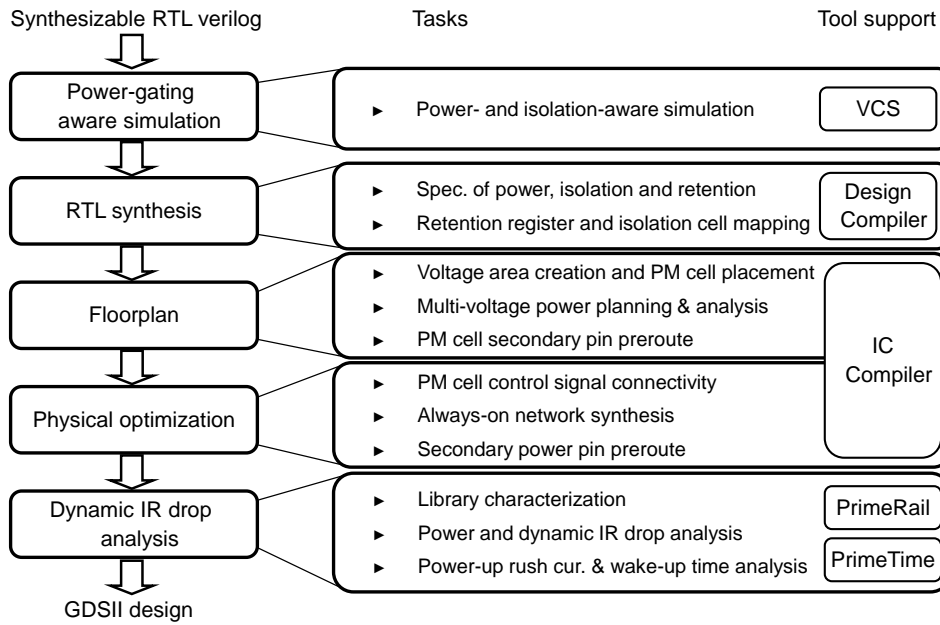 Synthesizable RTL verilog
Tasks
Tool support
Power-gating
aware simulation
► Power- and isolation-aware simulation
VCS
RTL synthesis
► Spec. of power, isolation and retention
► Retention register and isolation cell mapping
Design
Compiler
Floorplan
► Voltage area creation and PM cell placement
► Multi-voltage power planning & analysis
► PM cell secondary pin preroute
IC
Compiler
Physical optimization
► PM cell control signal connectivity
► Always-on network synthesis
► Secondary power pin preroute
Dynamic IR drop
analysis
► Library characterization
► Power and dynamic IR drop analysis
► Power-up rush cur. & wake-up time analysis
PrimeRail
PrimeTime
GDSII design